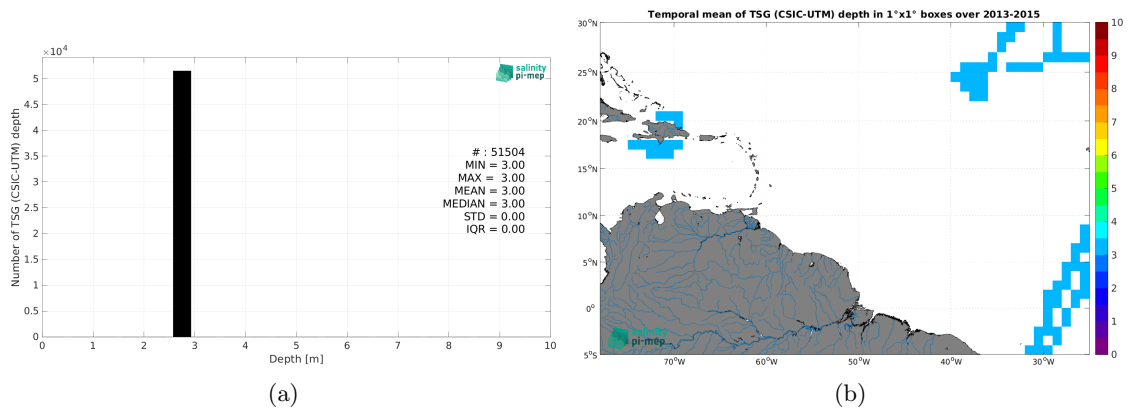 ×10⁴
5
4.5
4
3.5
3
2.5
2
1.5
1
0.5
0
Number of TSG (CSIC-UTM) depth
salinity
pi-mep
# : 51504
MIN = 3.00
MAX = 3.00
MEAN = 3.00
MEDIAN = 3.00
STD = 0.00
IQR = 0.00
0 1 2 3 4 5 6 7 8 9 10
Depth [m]
(a)
Temporal mean of TSG (CSIC-UTM) depth in 1°x1° boxes over 2013-2015
30°N
25°N
20°N
15°N
10°N
5°N
0°
5°S
salinity
pi-mep
70°W 60°W 50°W 40°W 30°W
10
9
8
7
6
5
4
3
2
1
0
(b)